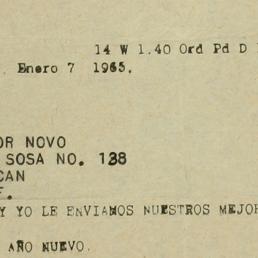 14 W 1.40 Ord Pd D
. Enero 7 1965.
OR NOVO
SOSA NO. 138
CAN
F.
Y YO LE ENVIAMOS NUESTROS MEJOR
AÑO NUEVO.